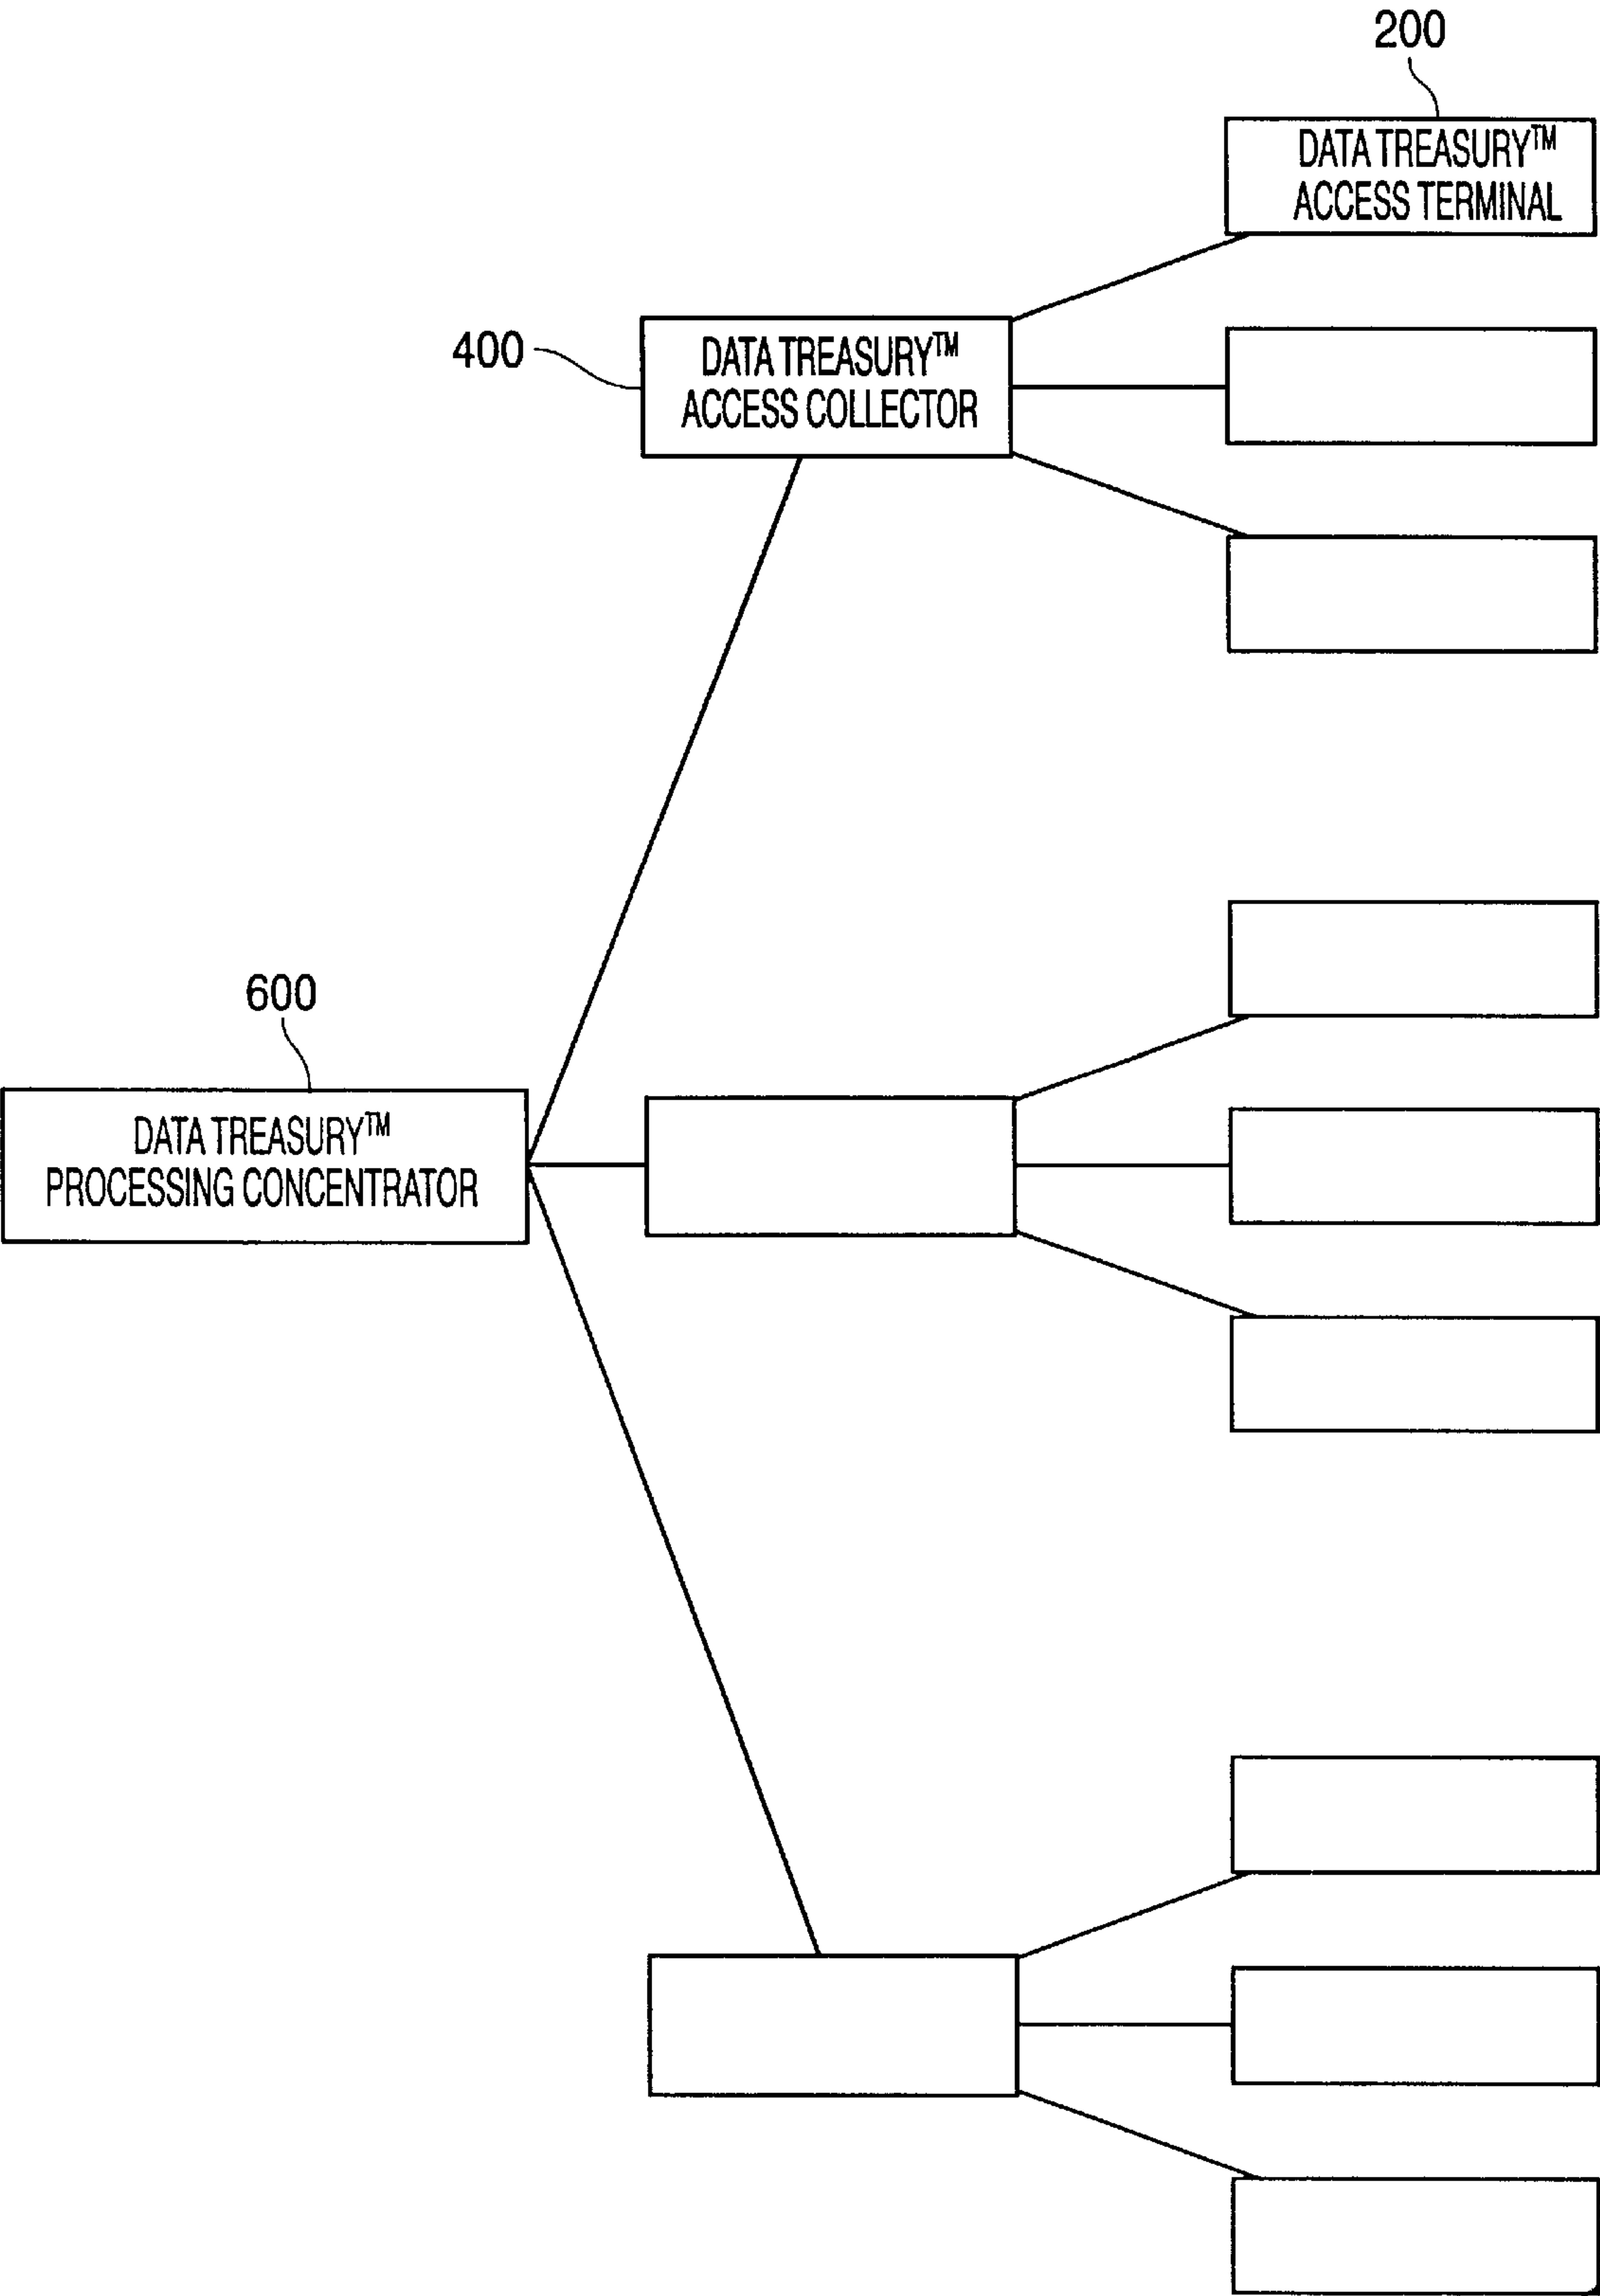 200
DATA TREASURY™
ACCESS TERMINAL
400
DATA TREASURY™
ACCESS COLLECTOR
600
DATA TREASURY™
PROCESSING CONCENTRATOR